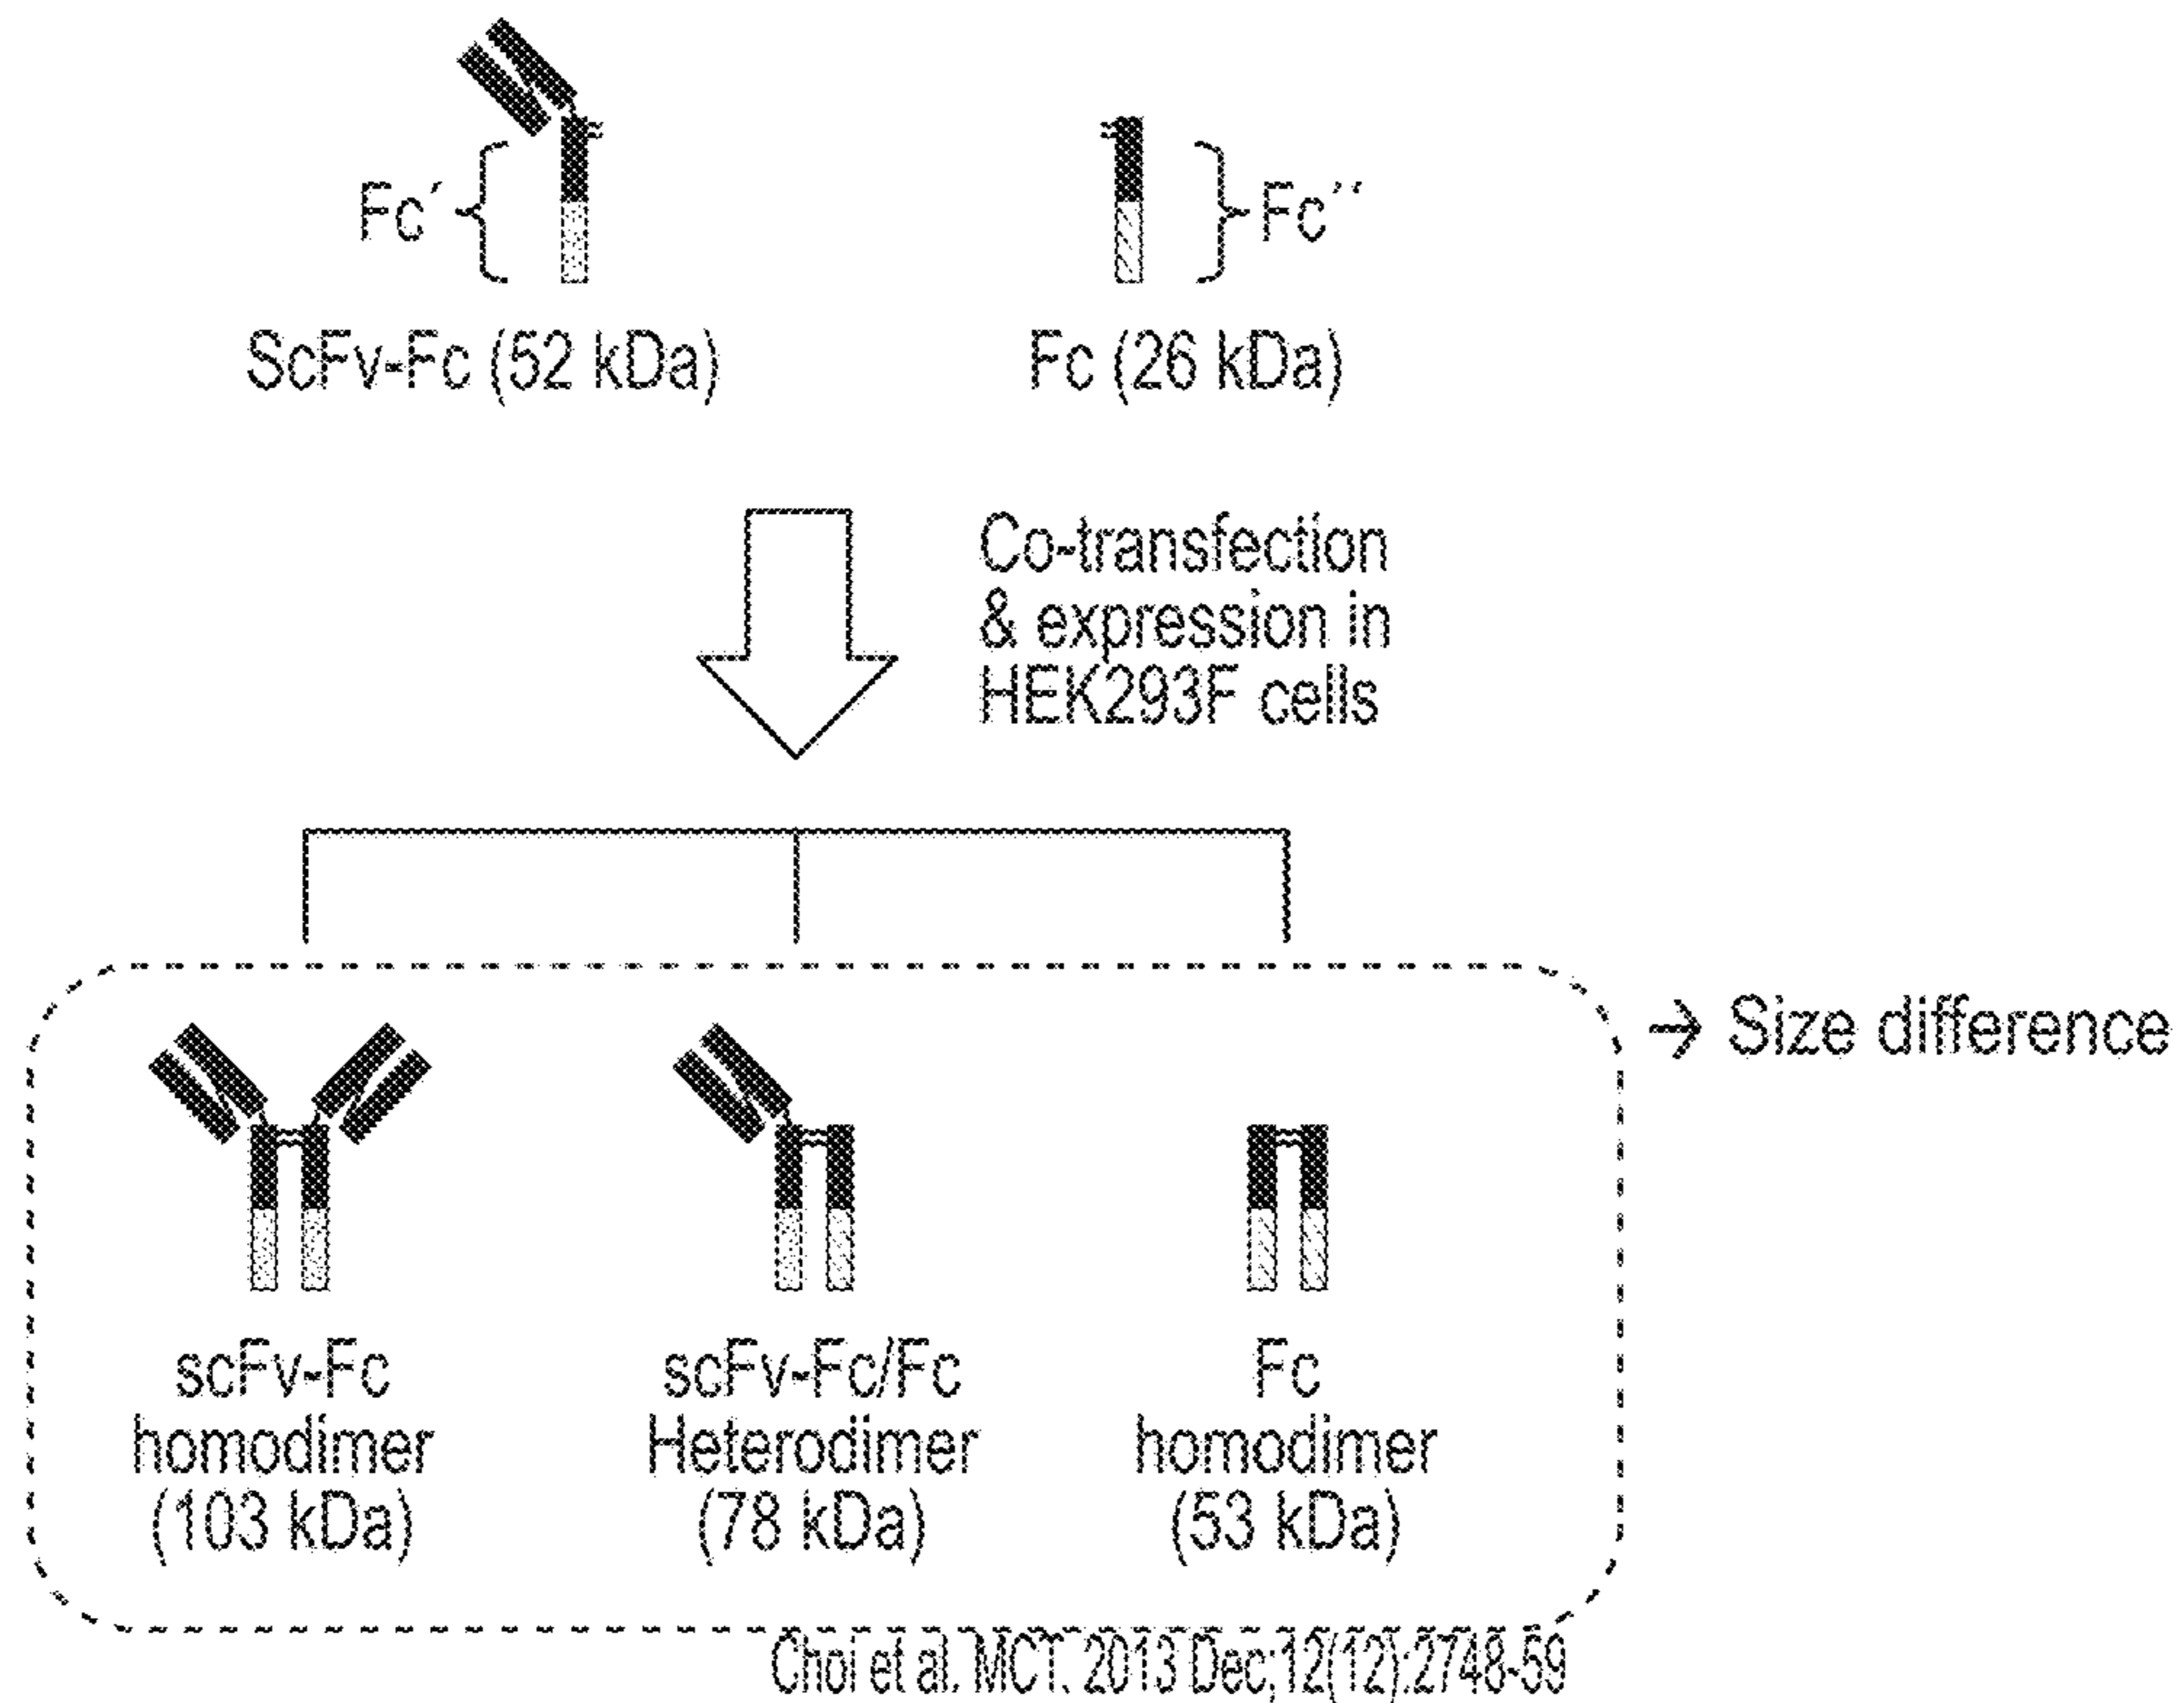 Fc´
Fc´´
ScFv-Fc (52 kDa)
Fc (26 kDa)
Co-transfection
& expression in
HEK293F cells
→ Size difference
scFv-Fc
homodimer
(103 kDa)
scFv-Fc/Fc
Heterodimer
(78 kDa)
Fc
homodimer
(53 kDa)
Choi et al. MCT. 2013 Dec;12(12):2748-59